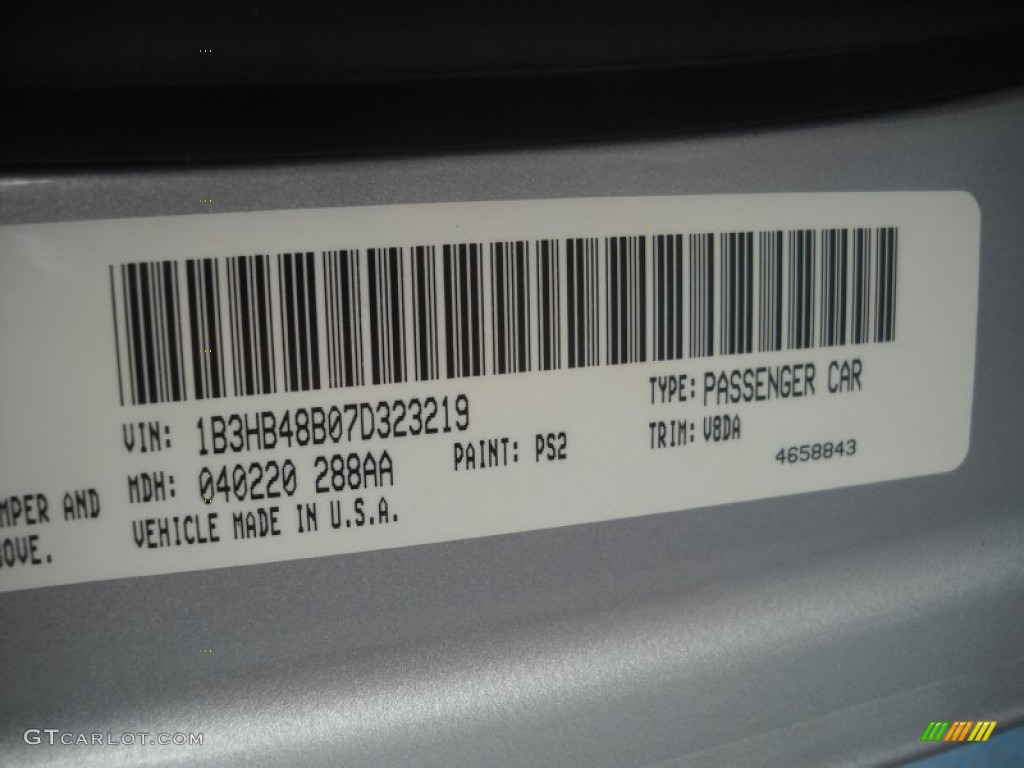 VIN: 1B3HB48B07D323219
TYPE: PASSENGER CAR
MDH: 040220 288AA
PAINT: PS2
TRIM: V8DA
4658843
MPER AND
VEHICLE MADE IN U.S.A.
OVE.
GTCARLOT.COM